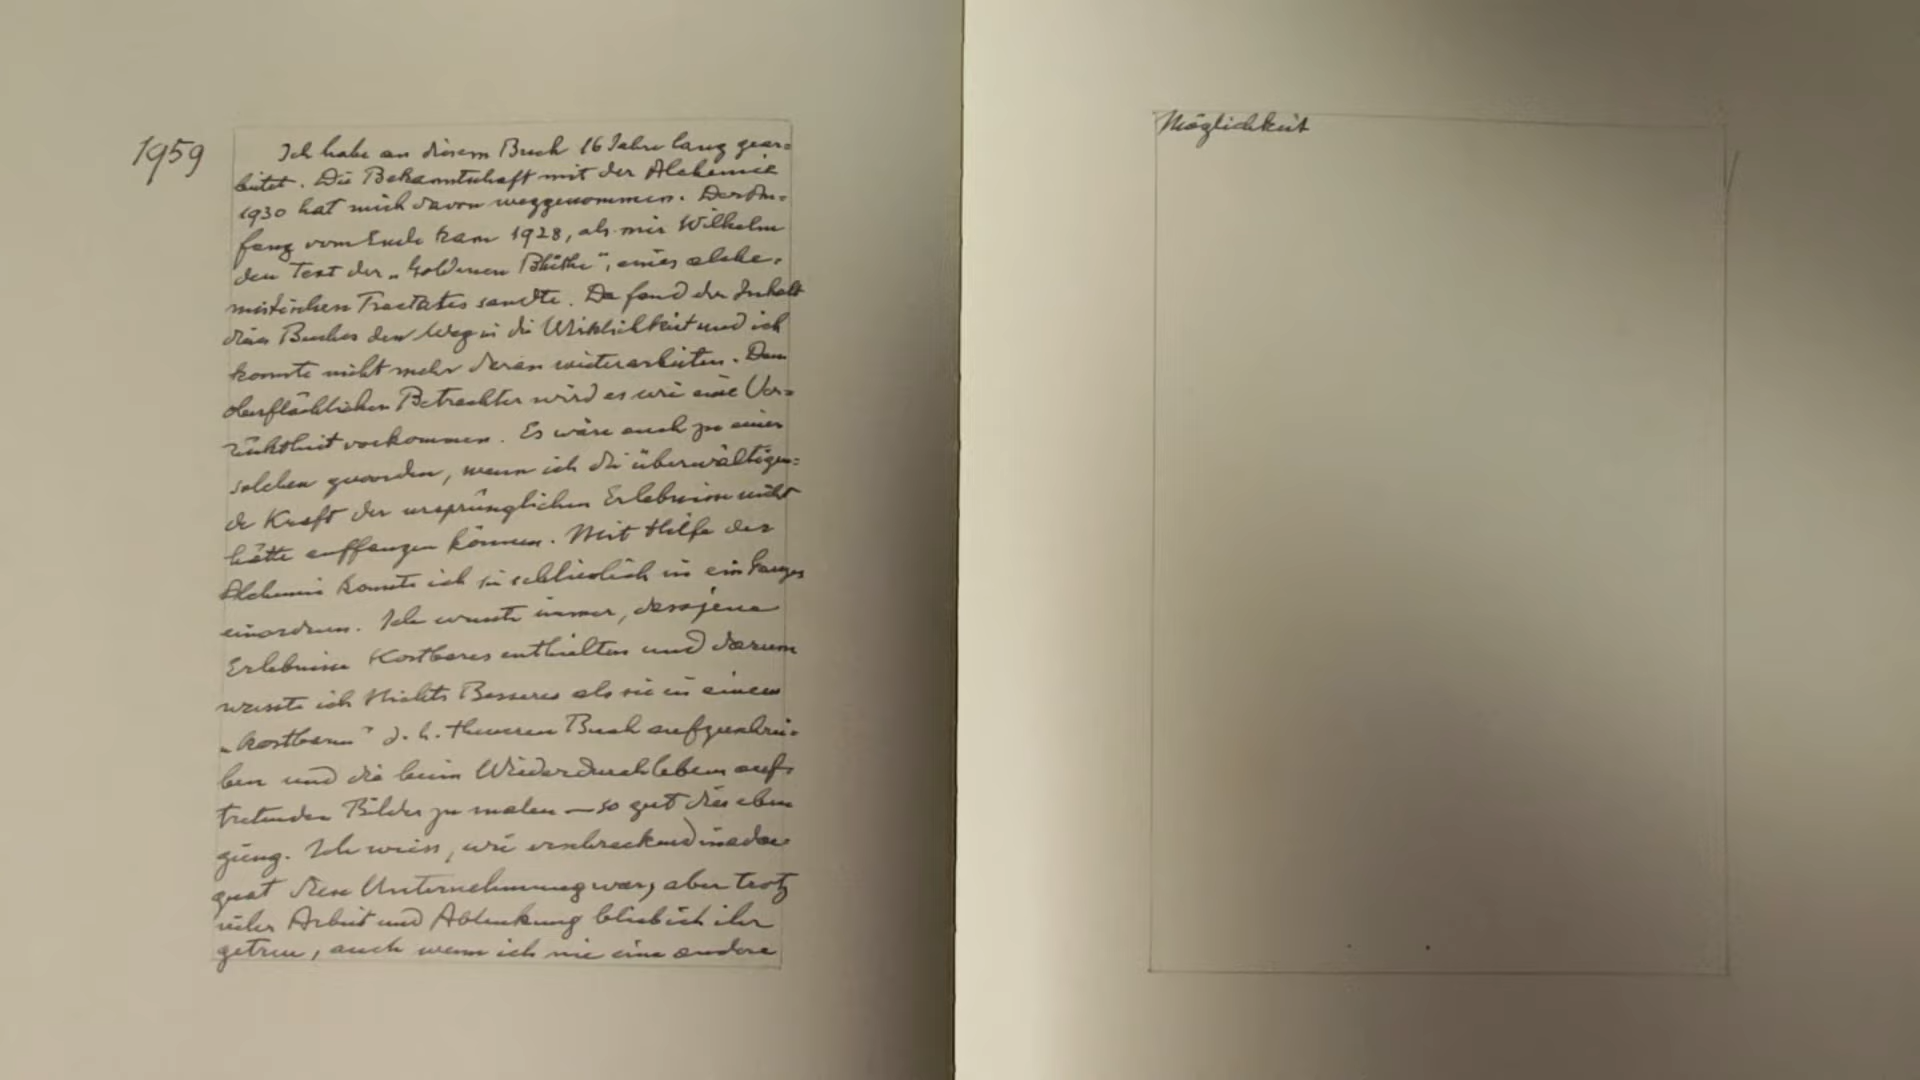 1959
Ich habe an diesem Buch 16 Jahre lang gear=
beitet. Die Bekanntschaft mit der Alchemie
1930 hat mich davon weggenommen. Der An=
fang vom Ende kam 1928, als mir Wilhelm
den Text der „Goldenen Blüthe", eines alche-
mistischen Tractates sandte. Da fand der Inhalt
dieses Buches den Weg in die Wirklichkeit und ich
konnte nicht mehr daran weiterarbeiten. Dem
oberflächlichen Betrachter wird es wie eine Ver=
rücktheit vorkommen. Es wäre auch zu einer
solchen geworden, wenn ich die überwältigen=
de Kraft der ursprünglichen Erlebnisse nicht
hätte auffangen können. Mit Hilfe der
Alchemie konnte ich sie schliesslich in ein Ganzes
einordnen. Ich wusste immer, dass jene
Erlebnisse Kostbares enthielten und darum
wusste ich Nichts Besseres als sie in einem
„kostbaren" d. h. theueren Buch aufzuschrei-
ben und die beim Wiederdurchleben auf-
tretenden Bilder zu malen — so gut dies eben
gieng. Ich weiss, wie erschreckend inadae-
quat diese Unternehmung war, aber trotz
vieler Arbeit und Ablenkung blieb ich ihr
getreu, auch wenn ich nie eine andere
Möglichkeit